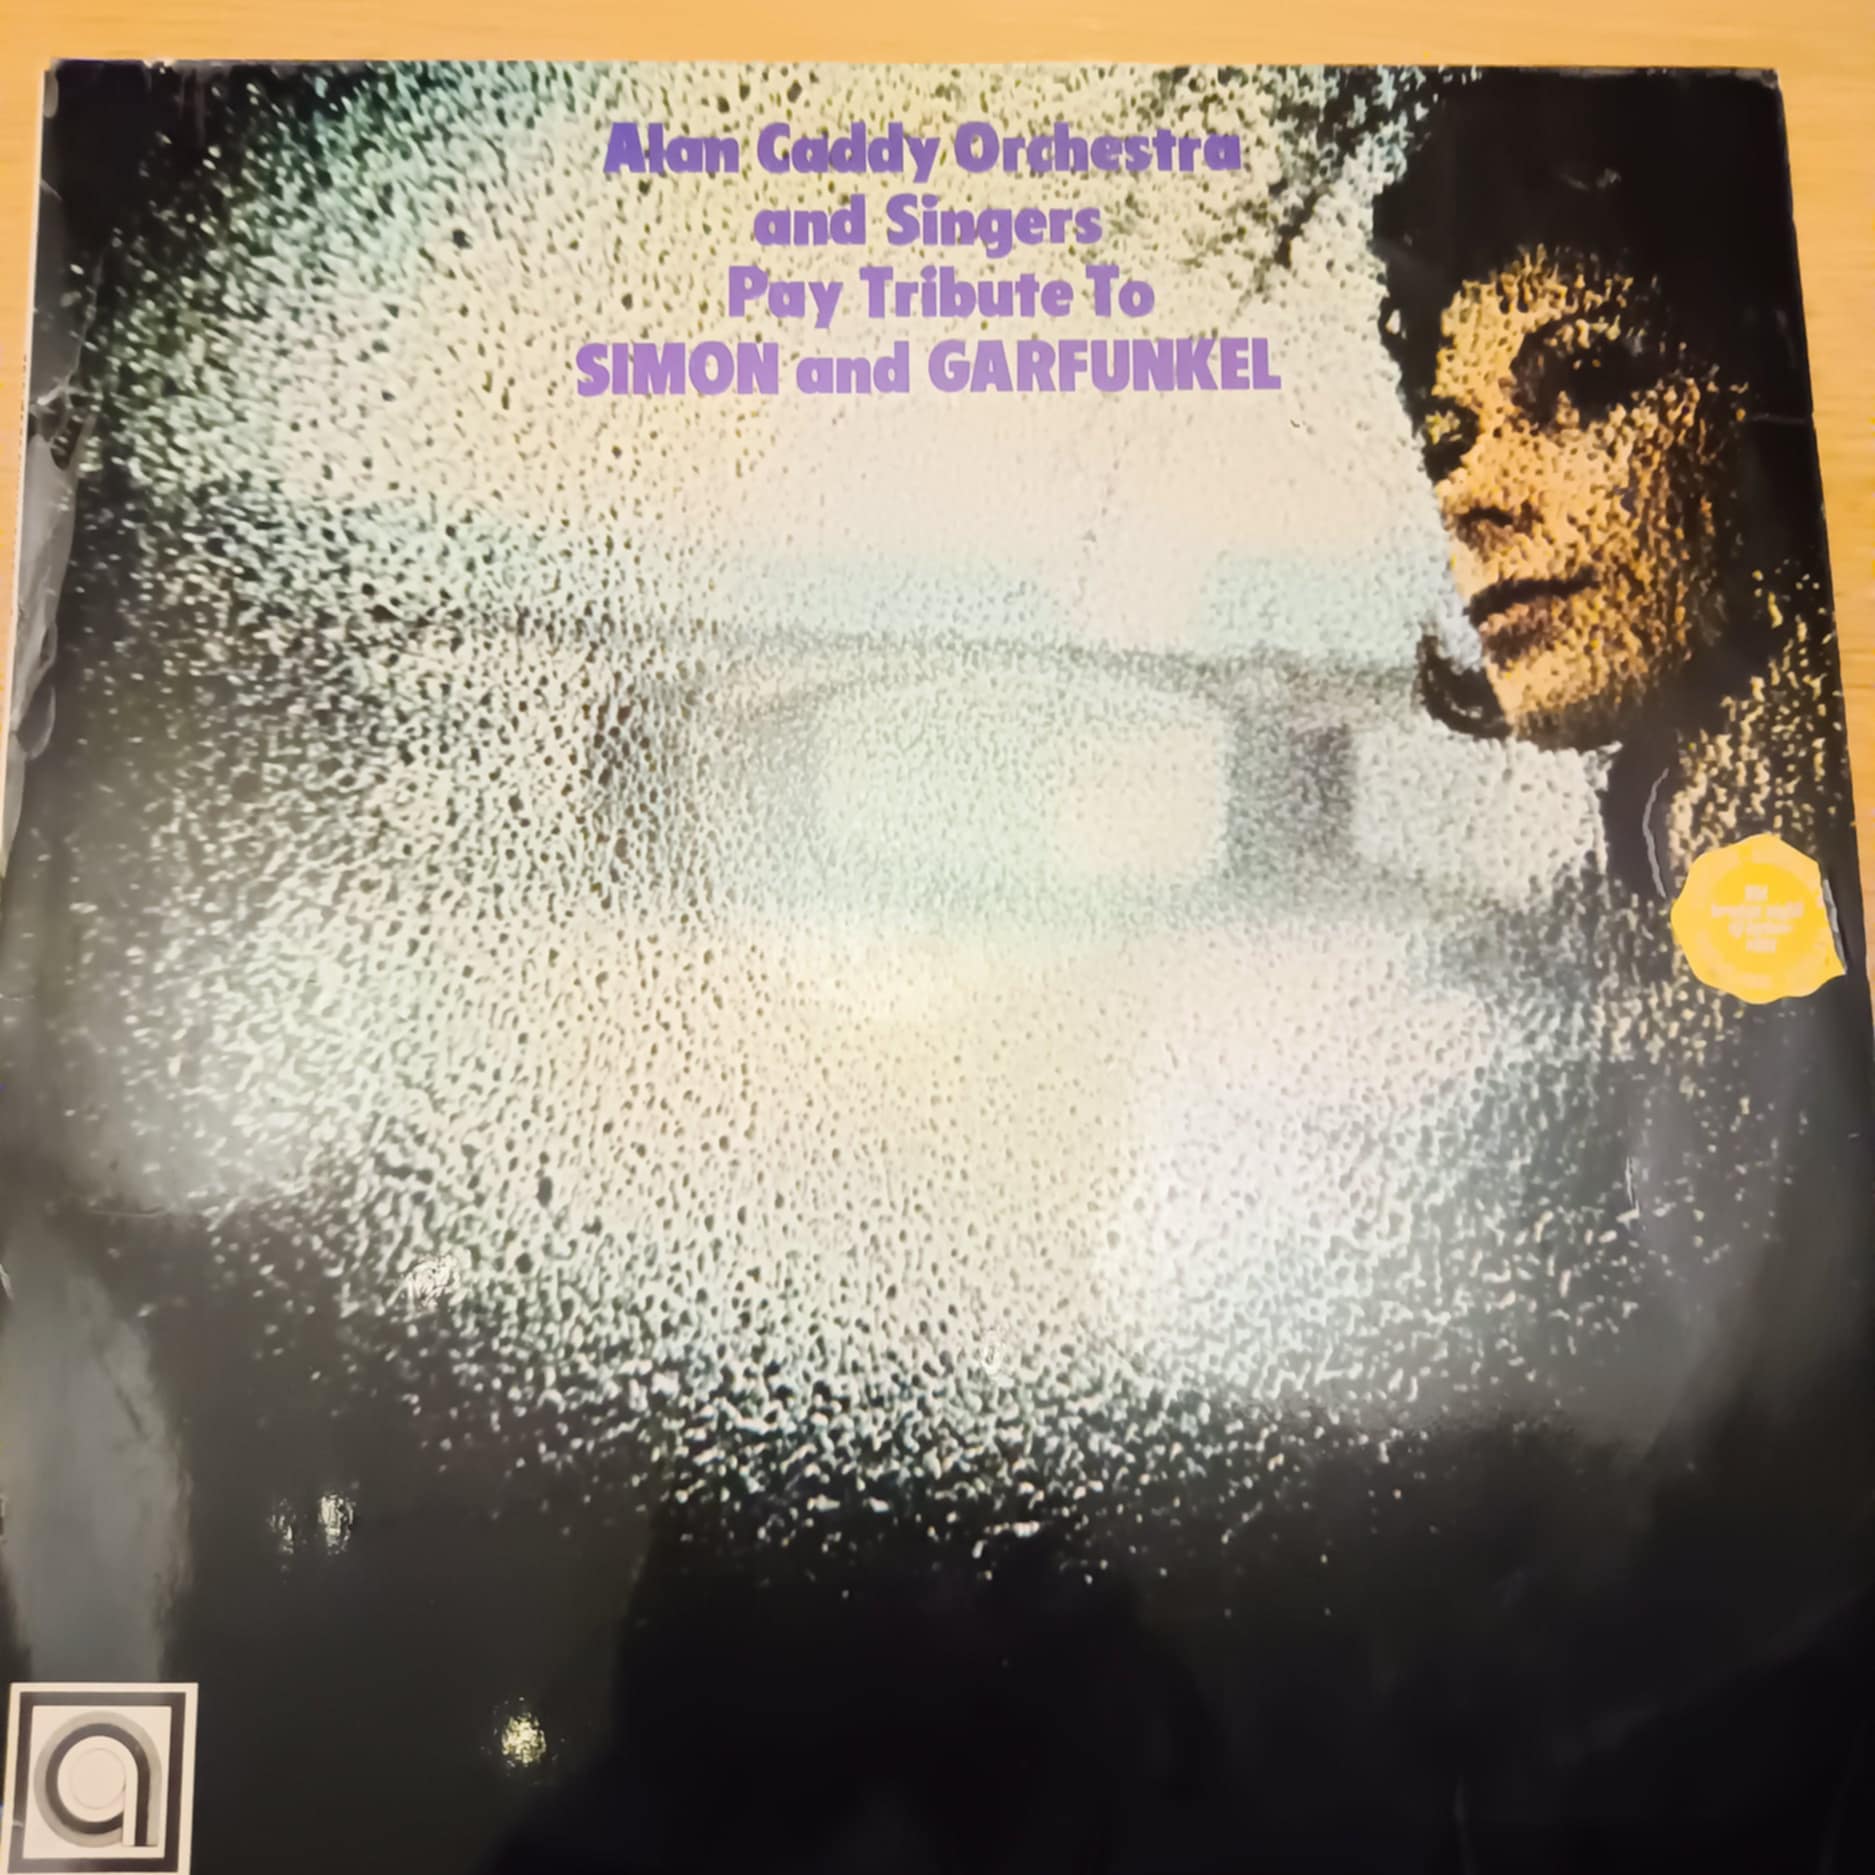 Alan Caddy Orchestra
and Singers
Pay Tribute To
SIMON and GARFUNKEL
a